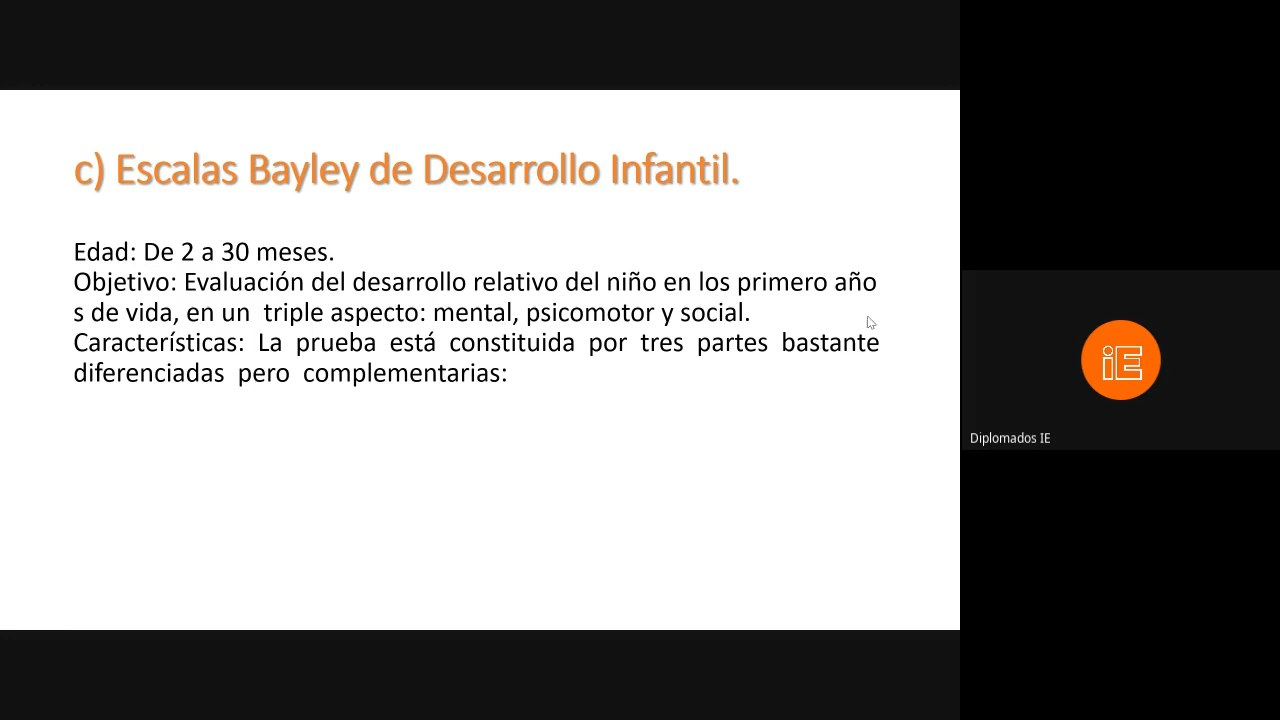 c) Escalas Bayley de Desarrollo Infantil.
Edad: De 2 a 30 meses.
Objetivo: Evaluación del desarrollo relativo del niño en los primero año
s de vida, en un triple aspecto: mental, psicomotor y social.
Características: La prueba está constituida por tres partes bastante
diferenciadas pero complementarias:
iE
Diplomados IE